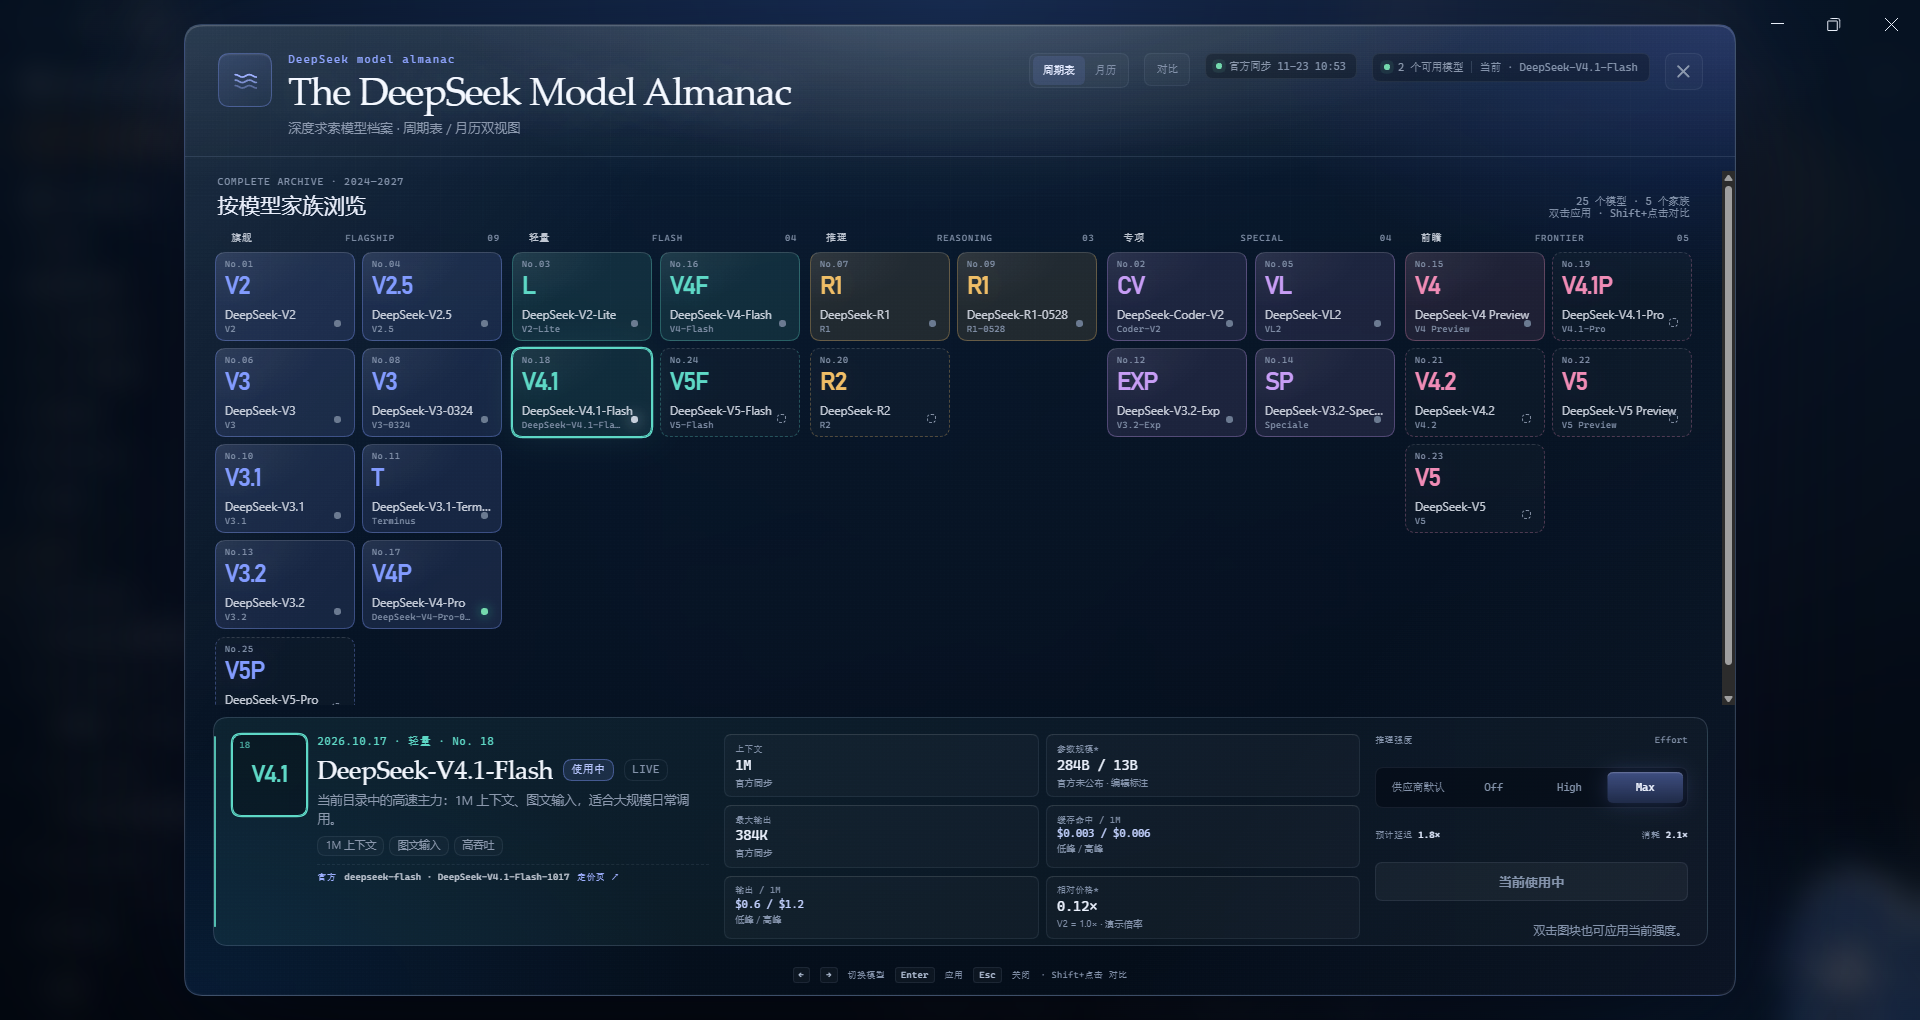 DeepSeek model almanac
The DeepSeek Model Almanac
深度求索模型档案 · 周期表 / 月历双视图
周期表 月历 对比
官方同步 11-23 10:53
2 个可用模型 | 当前 · DeepSeek-V4.1-Flash
COMPLETE ARCHIVE · 2024—2027
按模型家族浏览
25 个模型 · 5 个家族
双击应用 · Shift+点击对比
旗舰 FLAGSHIP 09
轻量 FLASH 04
推理 REASONING 03
专项 SPECIAL 04
前瞻 FRONTIER 05
No.01
V2
DeepSeek-V2
V2
No.04
V2.5
DeepSeek-V2.5
V2.5
No.03
L
DeepSeek-V2-Lite
V2-Lite
No.16
V4F
DeepSeek-V4-Flash
V4-Flash
No.07
R1
DeepSeek-R1
R1
No.09
R1
DeepSeek-R1-0528
R1-0528
No.02
CV
DeepSeek-Coder-V2
Coder-V2
No.05
VL
DeepSeek-VL2
VL2
No.15
V4
DeepSeek-V4 Preview
V4 Preview
No.19
V4.1P
DeepSeek-V4.1-Pro
V4.1-Pro
No.06
V3
DeepSeek-V3
V3
No.08
V3
DeepSeek-V3-0324
V3-0324
No.18
V4.1
DeepSeek-V4.1-Flash
DeepSeek-V4.1-Fla…
No.24
V5F
DeepSeek-V5-Flash
V5-Flash
No.20
R2
DeepSeek-R2
R2
No.12
EXP
DeepSeek-V3.2-Exp
V3.2-Exp
No.14
SP
DeepSeek-V3.2-Spec...
Speciale
No.21
V4.2
DeepSeek-V4.2
V4.2
No.22
V5
DeepSeek-V5 Preview
V5 Preview
No.10
V3.1
DeepSeek-V3.1
V3.1
No.11
T
DeepSeek-V3.1-Term...
Terminus
No.23
V5
DeepSeek-V5
V5
No.13
V3.2
DeepSeek-V3.2
V3.2
No.17
V4P
DeepSeek-V4-Pro
DeepSeek-V4-Pro-0…
No.25
V5P
DeepSeek-V5-Pro
18
V4.1
2026.10.17 · 轻量 · No. 18
DeepSeek-V4.1-Flash 使用中 LIVE
当前目录中的高速主力：1M 上下文、图文输入，适合大规模日常调
用。
1M 上下文 图文输入 高吞吐
官方 deepseek-flash · DeepSeek-V4.1-Flash-1017 定价页 ↗
上下文
1M
官方同步
参数规模*
284B / 13B
官方未公布 · 编辑标注
最大输出
384K
官方同步
缓存命中 / 1M
$0.003 / $0.006
低峰 / 高峰
输出 / 1M
$0.6 / $1.2
低峰 / 高峰
相对价格*
0.12×
V2 = 1.0× · 演示倍率
推理强度 Effort
供应商默认 Off High Max
预计延迟 1.8× 消耗 2.1×
当前使用中
双击图块也可应用当前强度。
← → 切换模型 Enter 应用 Esc 关闭 · Shift+点击 对比